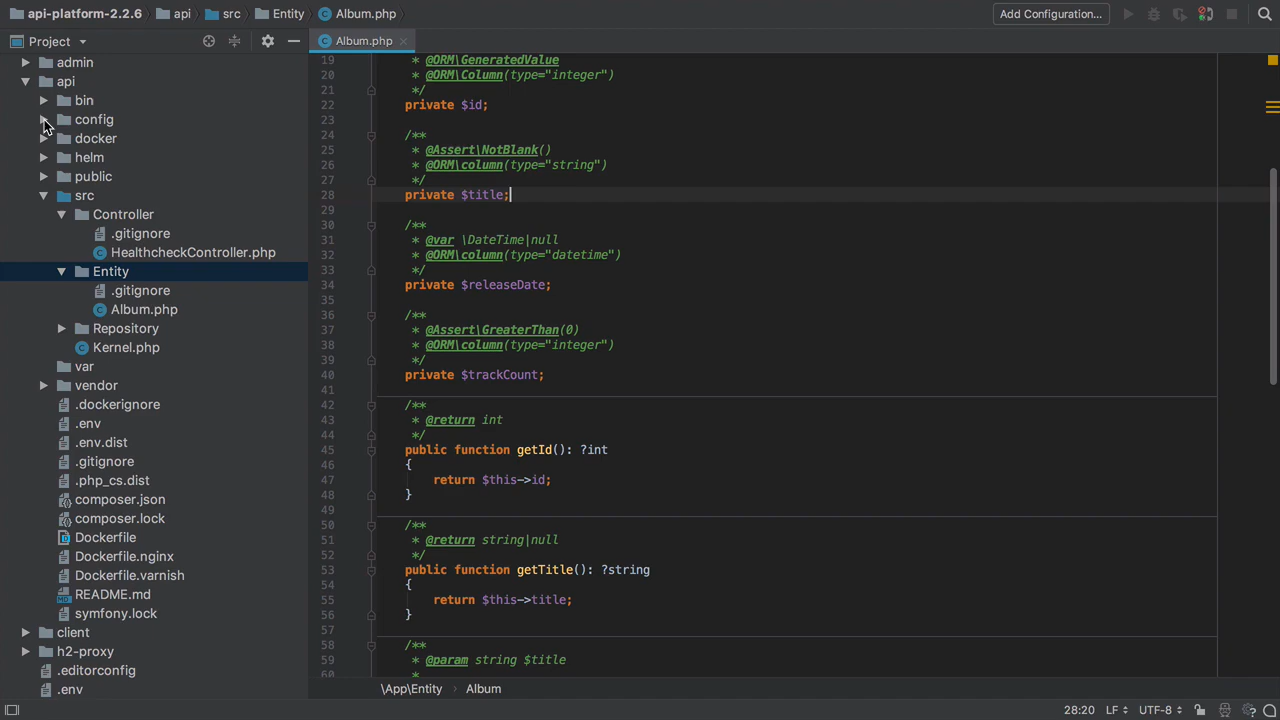 api-platform-2.2.6 api src Entity Album.php Add Configuration...
Project
Album.php
admin
api
bin
config
docker
helm
public
src
Controller
.gitignore
HealthcheckController.php
Entity
.gitignore
Album.php
Repository
Kernel.php
var
vendor
.dockerignore
.env
.env.dist
.gitignore
.php_cs.dist
composer.json
composer.lock
Dockerfile
Dockerfile.nginx
Dockerfile.varnish
README.md
symfony.lock
client
h2-proxy
.editorconfig
.env
19 * @ORM\GeneratedValue
20 * @ORM\Column(type="integer")
21 */
22 private $id;
23
24 /**
25 * @Assert\NotBlank()
26 * @ORM\column(type="string")
27 */
28 private $title;
29
30 /**
31 * @var \DateTime|null
32 * @ORM\column(type="datetime")
33 */
34 private $releaseDate;
35
36 /**
37 * @Assert\GreaterThan(0)
38 * @ORM\column(type="integer")
39 */
40 private $trackCount;
41
42 /**
43 * @return int
44 */
45 public function getId(): ?int
46 {
47 return $this->id;
48 }
49
50 /**
51 * @return string|null
52 */
53 public function getTitle(): ?string
54 {
55 return $this->title;
56 }
57
58 /**
59 * @param string $title
60 *
\App\Entity › Album
28:20 LF UTF-8